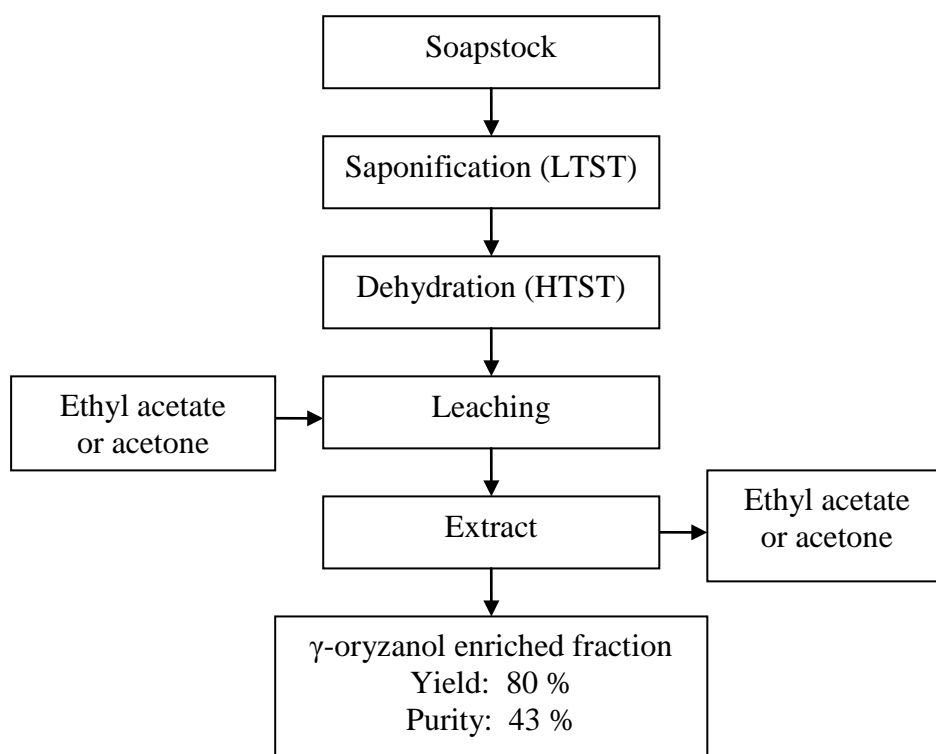 Soapstock
Saponification (LTST)
Dehydration (HTST)
Ethyl acetate
or acetone
Leaching
Extract
Ethyl acetate
or acetone
γ-oryzanol enriched fraction
Yield: 80 %
Purity: 43 %